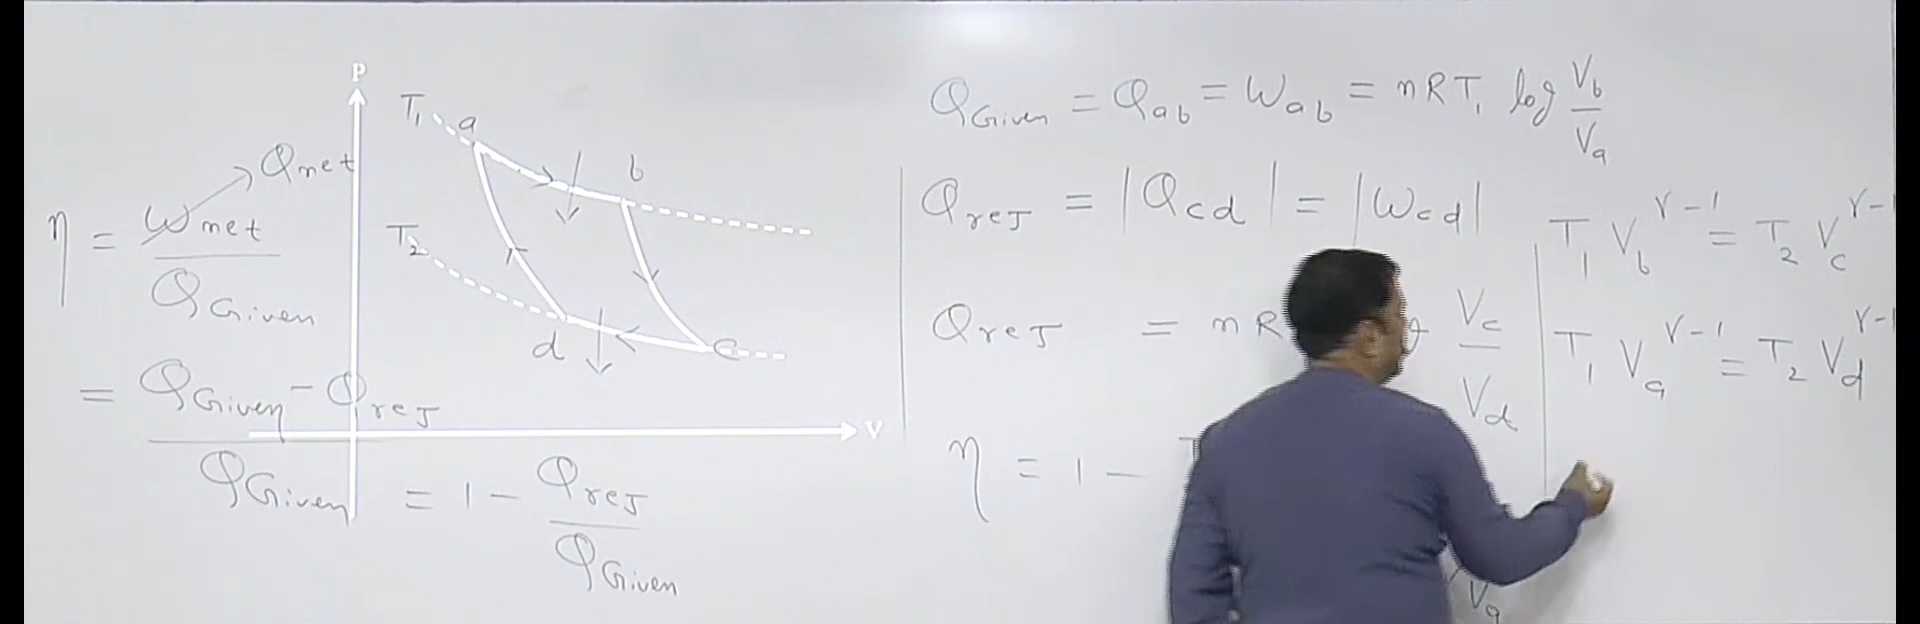 P
T₁ a
b
T₂
d
c
V
η = Wnet / QGiven
Qnet
= QGiven - Qrej / QGiven = 1 - Qrej / QGiven
QGiven = Qab = Wab = nRT₁ log Vb / Va
Qrej = |Qcd| = |Wcd|
Qrej = nR Vc / Vd
η = 1 -
Va
T₁ Vb^γ-1 = T₂ Vc^γ-1
T₁ Va^γ-1 = T₂ Vd^γ-1